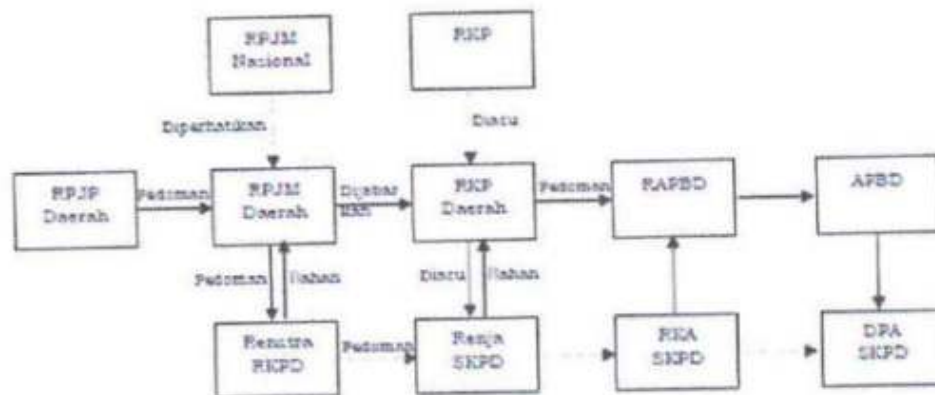 RPJM
Nasional
RKP
Diperhatikan
Diacu
RPJP
Daerah
Pedoman
RPJM
Daerah
Dijabar
kan
RKP
Daerah
Pedoman
RAPBD
APBD
Pedoman
Bahan
Diacu
Bahan
Renstra
RKPD
Pedoman
Renja
SKPD
RKA
SKPD
DPA
SKPD